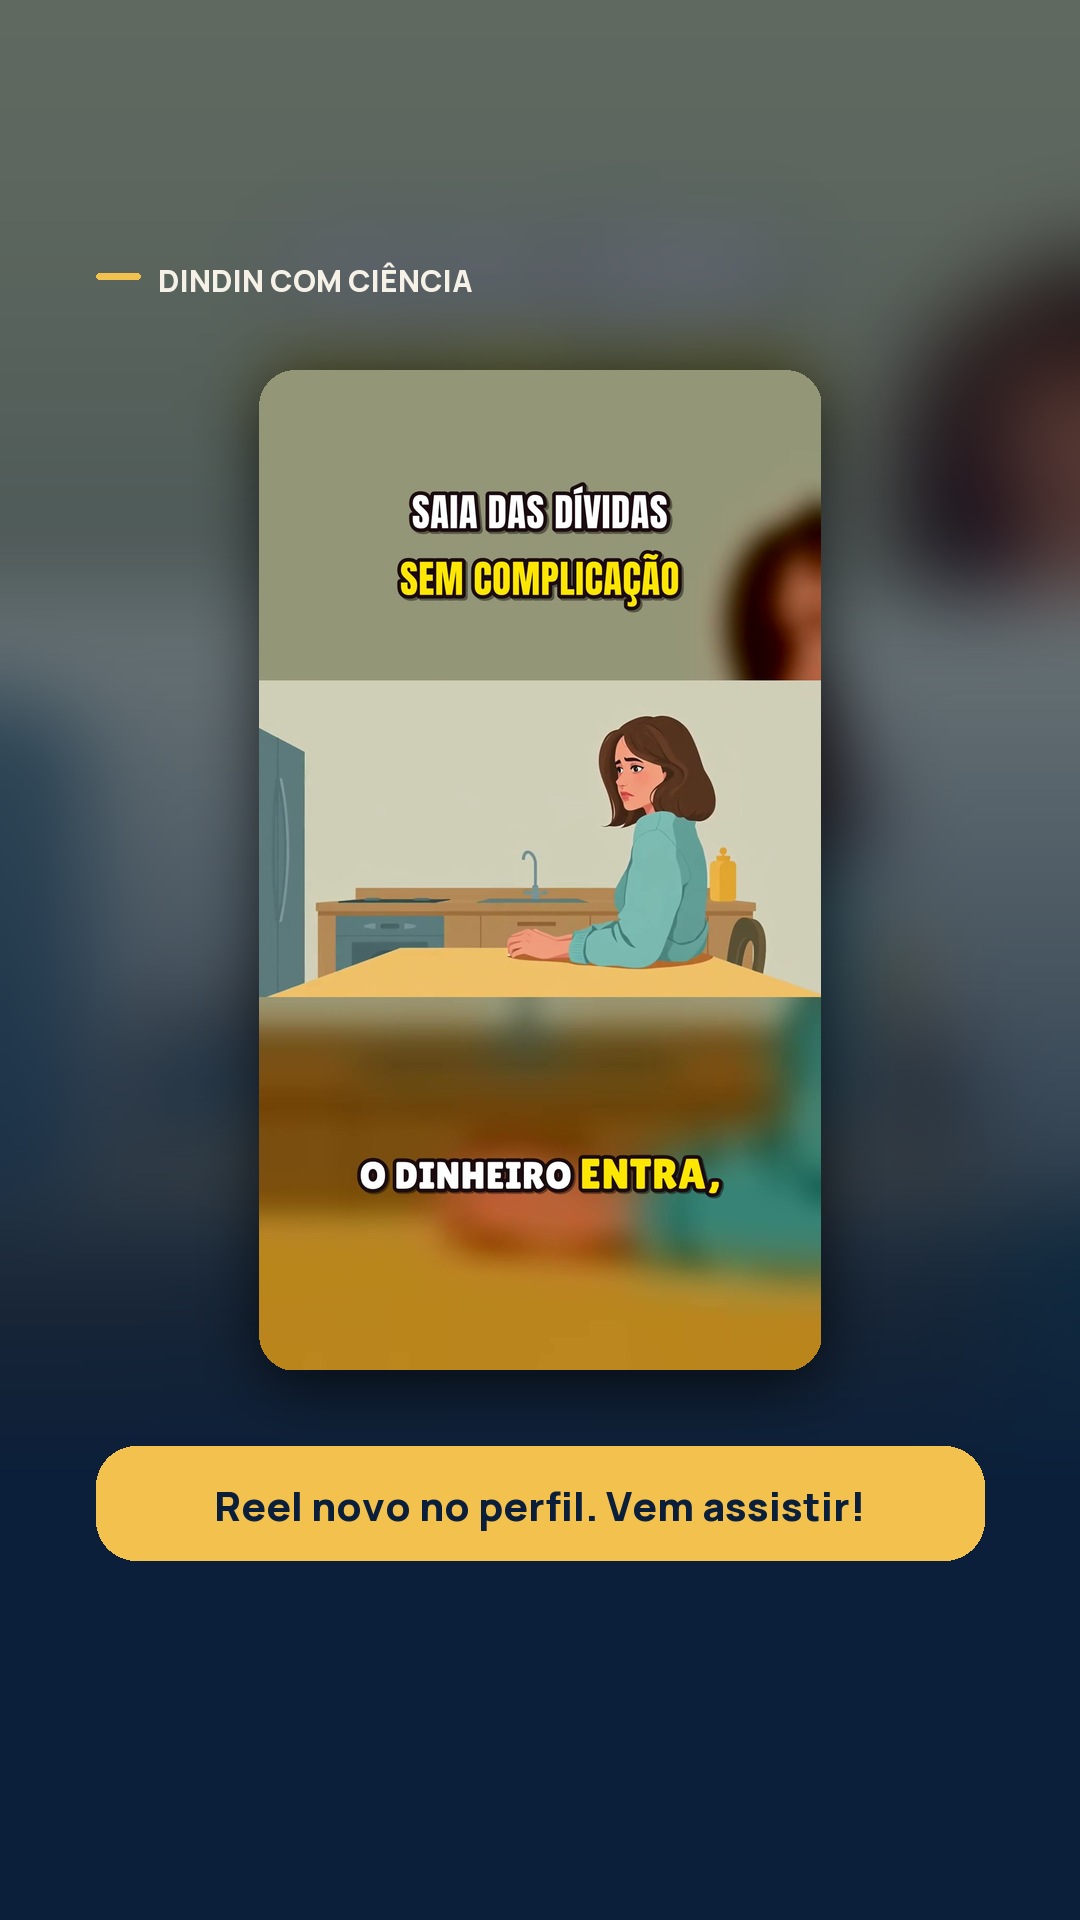 DINDIN COM CIÊNCIA
SAIA DAS DÍVIDAS
SEM COMPLICAÇÃO
O DINHEIRO ENTRA,
Reel novo no perfil. Vem assistir!